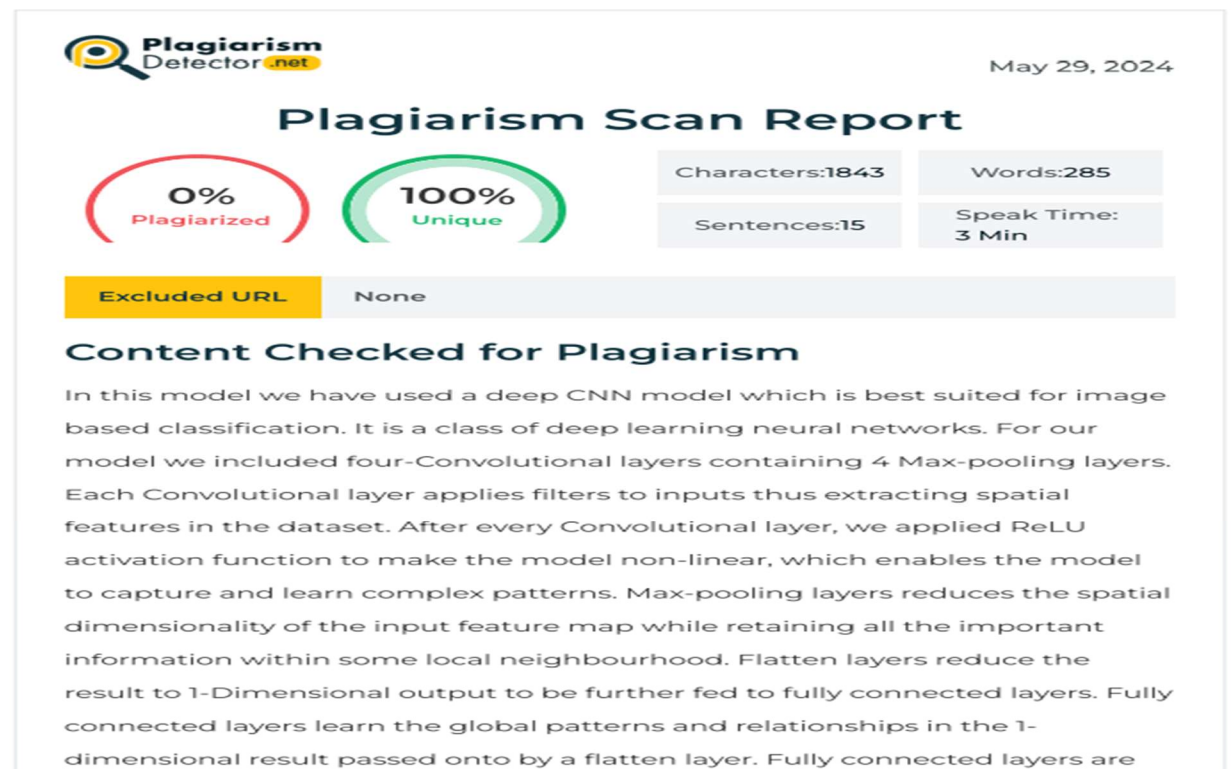 Plagiarism
Detector.net
May 29, 2024
Plagiarism Scan Report
0%
Plagiarized
100%
Unique
Characters:1843
Words:285
Sentences:15
Speak Time:
3 Min
Excluded URL
None
Content Checked for Plagiarism
In this model we have used a deep CNN model which is best suited for image
based classification. It is a class of deep learning neural networks. For our
model we included four-Convolutional layers containing 4 Max-pooling layers.
Each Convolutional layer applies filters to inputs thus extracting spatial
features in the dataset. After every Convolutional layer, we applied ReLU
activation function to make the model non-linear, which enables the model
to capture and learn complex patterns. Max-pooling layers reduces the spatial
dimensionality of the input feature map while retaining all the important
information within some local neighbourhood. Flatten layers reduce the
result to 1-Dimensional output to be further fed to fully connected layers. Fully
connected layers learn the global patterns and relationships in the 1-
dimensional result passed onto by a flatten layer. Fully connected layers are